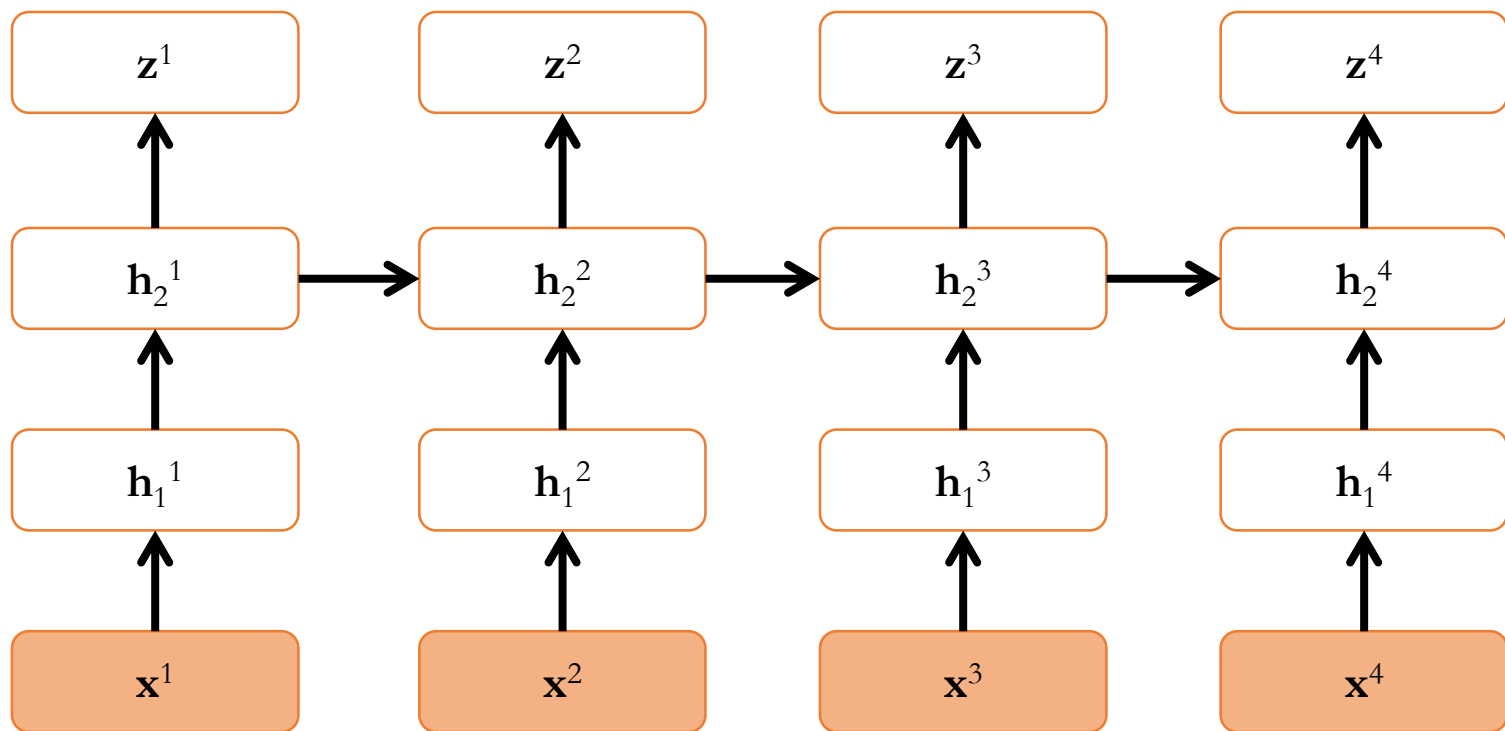 z¹ z² z³ z⁴
h₂¹ h₂² h₂³ h₂⁴
h₁¹ h₁² h₁³ h₁⁴
x¹ x² x³ x⁴